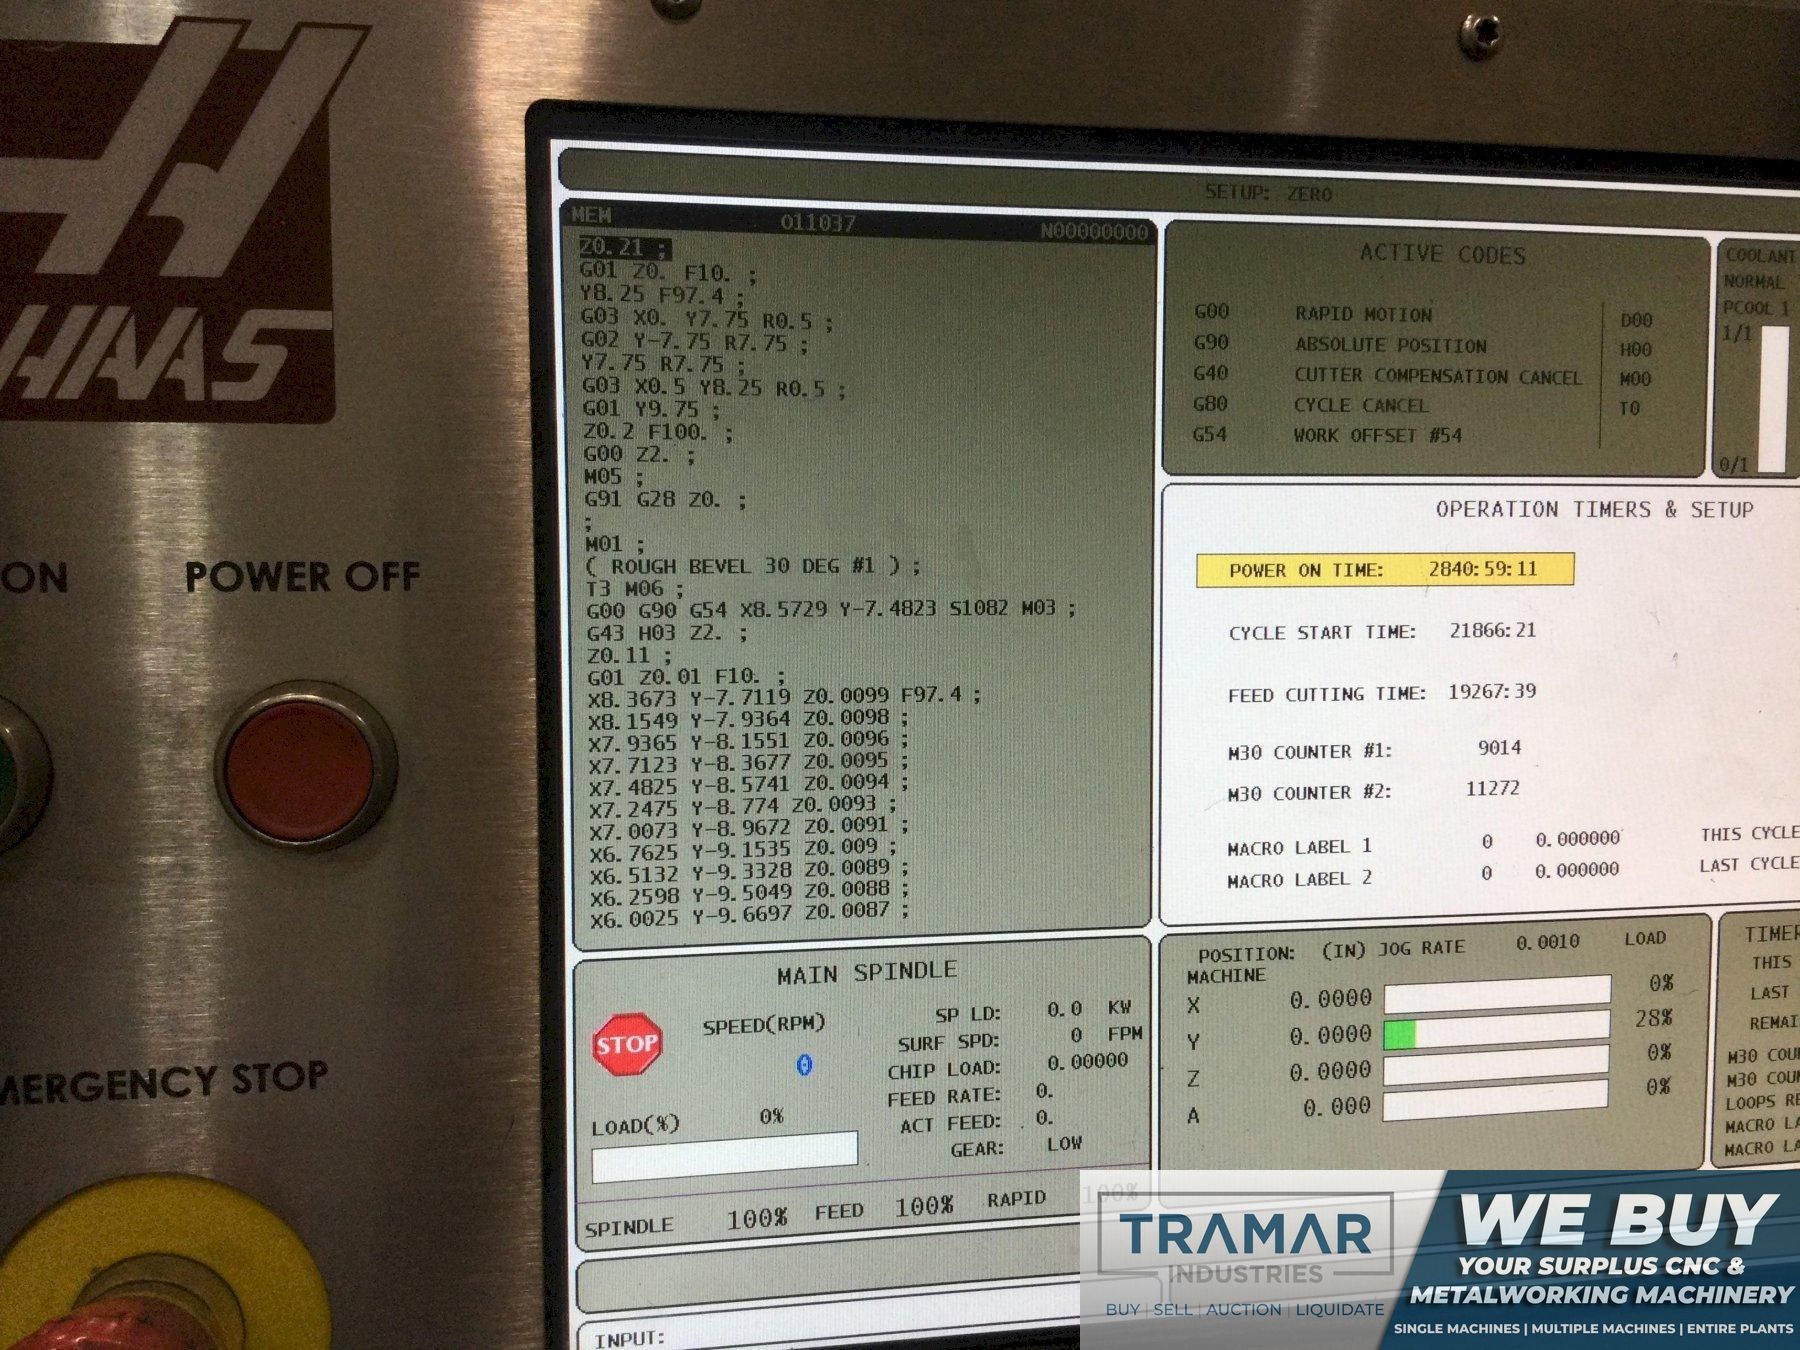 HAAS
ON
POWER OFF
MERGENCY STOP
SETUP: ZERO
MEM O11037 N00000000
Z0.21 ;
G01 Z0. F10. ;
Y8.25 F97.4 ;
G03 X0. Y7.75 R0.5 ;
G02 Y-7.75 R7.75 ;
Y7.75 R7.75 ;
G03 X0.5 Y8.25 R0.5 ;
G01 Y9.75 ;
Z0.2 F100. ;
G00 Z2. ;
M05 ;
G91 G28 Z0. ;
;
M01 ;
( ROUGH BEVEL 30 DEG #1 ) ;
T3 M06 ;
G00 G90 G54 X8.5729 Y-7.4823 S1082 M03 ;
G43 H03 Z2. ;
Z0.11 ;
G01 Z0.01 F10. ;
X8.3673 Y-7.7119 Z0.0099 F97.4 ;
X8.1549 Y-7.9364 Z0.0098 ;
X7.9365 Y-8.1551 Z0.0096 ;
X7.7123 Y-8.3677 Z0.0095 ;
X7.4825 Y-8.5741 Z0.0094 ;
X7.2475 Y-8.774 Z0.0093 ;
X7.0073 Y-8.9672 Z0.0091 ;
X6.7625 Y-9.1535 Z0.009 ;
X6.5132 Y-9.3328 Z0.0089 ;
X6.2598 Y-9.5049 Z0.0088 ;
X6.0025 Y-9.6697 Z0.0087 ;
ACTIVE CODES
G00 RAPID MOTION D00
G90 ABSOLUTE POSITION H00
G40 CUTTER COMPENSATION CANCEL M00
G80 CYCLE CANCEL T0
G54 WORK OFFSET #54
COOLANT
NORMAL
PCOOL 1
1/1
0/1
OPERATION TIMERS & SETUP
POWER ON TIME: 2840:59:11
CYCLE START TIME: 21866:21
FEED CUTTING TIME: 19267:39
M30 COUNTER #1: 9014
M30 COUNTER #2: 11272
MACRO LABEL 1 0 0.000000 THIS CYCLE
MACRO LABEL 2 0 0.000000 LAST CYCLE
MAIN SPINDLE
STOP
SPEED(RPM)
0
LOAD(%) 0%
SP LD: 0.0 KW
SURF SPD: 0 FPM
CHIP LOAD: 0.00000
FEED RATE: 0.
ACT FEED: 0.
GEAR: LOW
SPINDLE 100% FEED 100% RAPID 100%
POSITION: (IN) JOG RATE 0.0010 LOAD
MACHINE
X 0.0000 0%
Y 0.0000 28%
Z 0.0000 0%
A 0.000 0%
TIMER
THIS
LAST
REMAI
M30 COU
M30 COU
LOOPS RE
MACRO LA
MACRO LA
INPUT:
TRAMAR
INDUSTRIES
BUY | SELL | AUCTION | LIQUIDATE
WE BUY
YOUR SURPLUS CNC &
METALWORKING MACHINERY
SINGLE MACHINES | MULTIPLE MACHINES | ENTIRE PLANTS